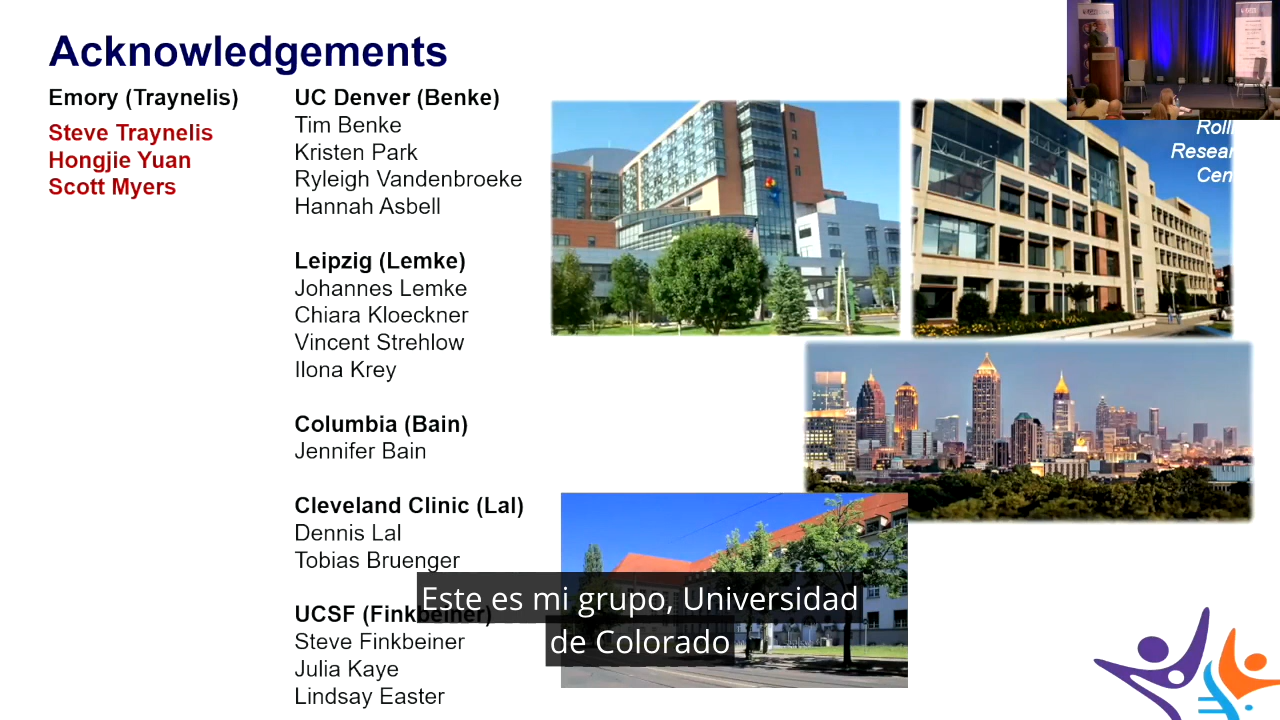 Acknowledgements
Emory (Traynelis)
Steve Traynelis
Hongjie Yuan
Scott Myers
UC Denver (Benke)
Tim Benke
Kristen Park
Ryleigh Vandenbroeke
Hannah Asbell
Leipzig (Lemke)
Johannes Lemke
Chiara Kloeckner
Vincent Strehlow
Ilona Krey
Columbia (Bain)
Jennifer Bain
Cleveland Clinic (Lal)
Dennis Lal
Tobias Bruenger
UCSF (Finkbeiner)
Steve Finkbeiner
Julia Kaye
Lindsay Easter
Este es mi grupo, Universidad
de Colorado